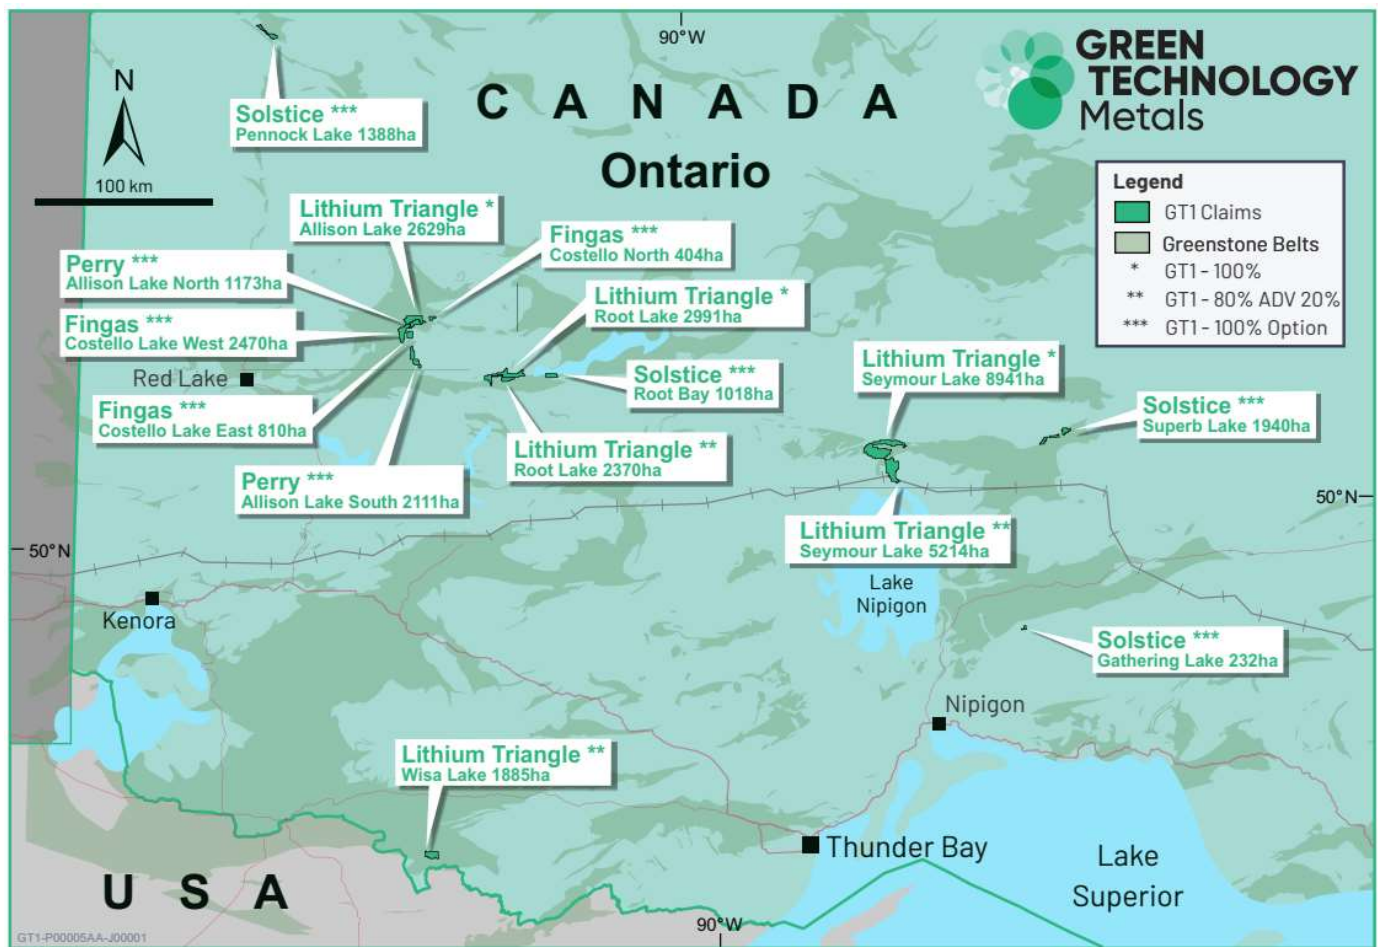 90°W
GREEN
TECHNOLOGY
Metals
N
100 km
Solstice ***
Pennock Lake 1388ha
CANADA
Ontario
Legend
GT1 Claims
Greenstone Belts
* GT1 - 100%
** GT1 - 80% ADV 20%
*** GT1 - 100% Option
Lithium Triangle *
Allison Lake 2629ha
Fingas ***
Costello North 404ha
Perry ***
Allison Lake North 1173ha
Lithium Triangle *
Root Lake 2991ha
Fingas ***
Costello Lake West 2470ha
Red Lake
Solstice ***
Root Bay 1018ha
Lithium Triangle *
Seymour Lake 8941ha
Fingas ***
Costello Lake East 810ha
Solstice ***
Superb Lake 1940ha
Lithium Triangle **
Root Lake 2370ha
Perry ***
Allison Lake South 2111ha
50°N
Lithium Triangle **
Seymour Lake 5214ha
50°N
Lake
Nipigon
Kenora
Solstice ***
Gathering Lake 232ha
Nipigon
Lithium Triangle **
Wisa Lake 1885ha
Thunder Bay
Lake
Superior
USA
90°W
GT1-P00005AA-J00001